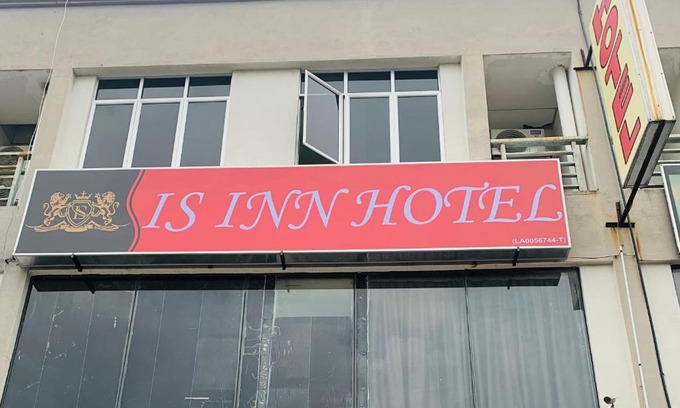 IS INN HOTEL
(LA0056744-T)
HOTEL